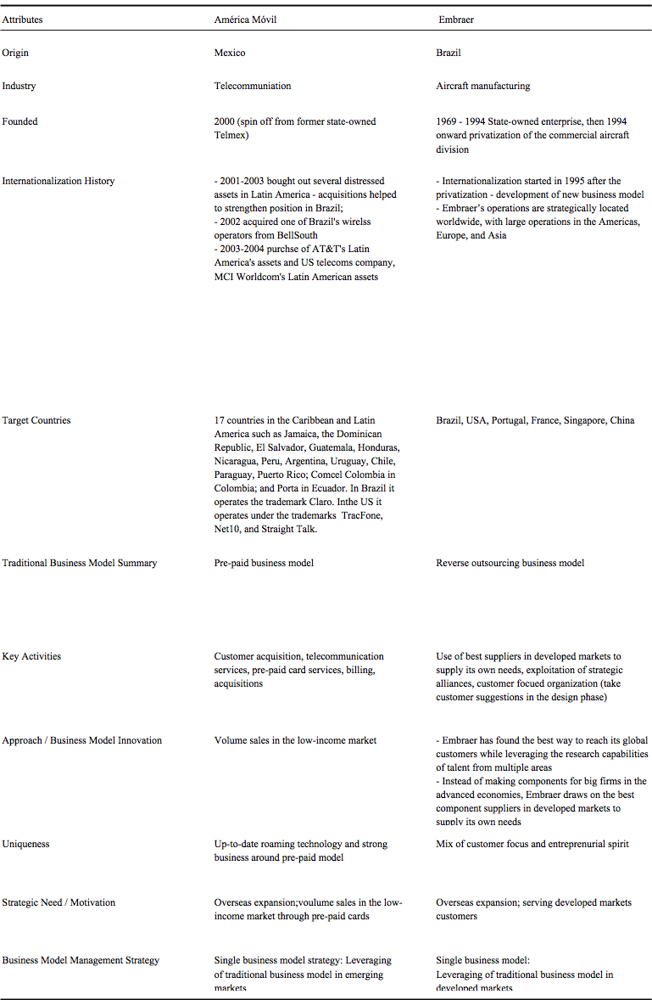 Attributes América Móvil Embraer
Origin Mexico Brazil
Industry Telecommuniation Aircraft manufacturing
Founded 2000 (spin off from former state-owned 1969 - 1994 State-owned enterprise, then 1994
Telmex) onward privatization of the commercial aircraft
division
Internationalization History - 2001-2003 bought out several distressed - Internationalization started in 1995 after the
assets in Latin America - acquisitions helped privatization - development of new business model
to strengthen position in Brazil; - Embraer's operations are strategically located
- 2002 acquired one of Brazil's wirelss worldwide, with large operations in the Americas,
operators from BellSouth Europe, and Asia
- 2003-2004 purchse of AT&T's Latin
America's assets and US telecoms company,
MCI Worldcom's Latin American assets
Target Countries 17 countries in the Caribbean and Latin Brazil, USA, Portugal, France, Singapore, China
America such as Jamaica, the Dominican
Republic, El Salvador, Guatemala, Honduras,
Nicaragua, Peru, Argentina, Uruguay, Chile,
Paraguay, Puerto Rico; Comcel Colombia in
Colombia; and Porta in Ecuador. In Brazil it
operates the trademark Claro. Inthe US it
operates under the trademarks TracFone,
Net10, and Straight Talk.
Traditional Business Model Summary Pre-paid business model Reverse outsourcing business model
Key Activities Customer acquisition, telecommunication Use of best suppliers in developed markets to
services, pre-paid card services, billing, supply its own needs, exploitation of strategic
acquisitions alliances, customer focued organization (take
customer suggestions in the design phase)
Approach / Business Model Innovation Volume sales in the low-income market - Embraer has found the best way to reach its global
customers while leveraging the research capabilities
of talent from multiple areas
- Instead of making components for big firms in the
advanced economies, Embraer draws on the best
component suppliers in developed markets to
supply its own needs
Uniqueness Up-to-date roaming technology and strong Mix of customer focus and entreprenurial spirit
business around pre-paid model
Strategic Need / Motivation Overseas expansion;voulume sales in the low- Overseas expansion; serving developed markets
income market through pre-paid cards customers
Business Model Management Strategy Single business model strategy: Leveraging Single business model:
of traditional business model in emerging Leveraging of traditional business model in
markets developed markets